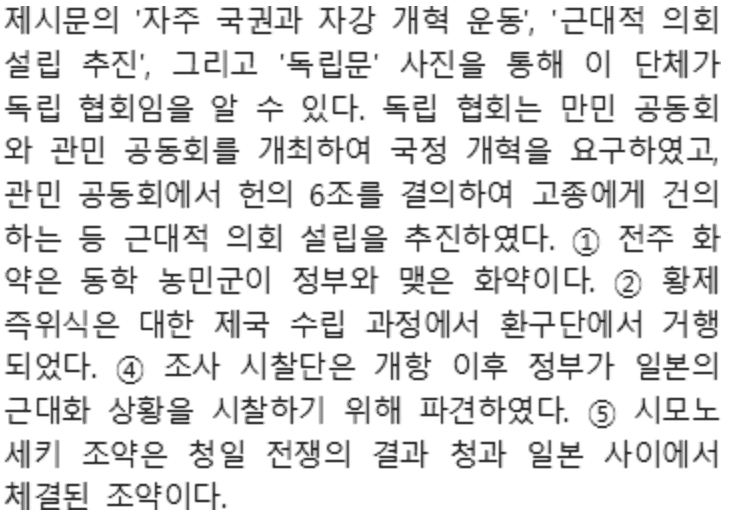 제시문의 '자주 국권과 자강 개혁 운동', '근대적 의회
설립 추진', 그리고 '독립문' 사진을 통해 이 단체가
독립 협회임을 알 수 있다. 독립 협회는 만민 공동회
와 관민 공동회를 개최하여 국정 개혁을 요구하였고,
관민 공동회에서 헌의 6조를 결의하여 고종에게 건의
하는 등 근대적 의회 설립을 추진하였다. ① 전주 화
약은 동학 농민군이 정부와 맺은 화약이다. ② 황제
즉위식은 대한 제국 수립 과정에서 환구단에서 거행
되었다. ④ 조사 시찰단은 개항 이후 정부가 일본의
근대화 상황을 시찰하기 위해 파견하였다. ⑤ 시모노
세키 조약은 청일 전쟁의 결과 청과 일본 사이에서
체결된 조약이다.